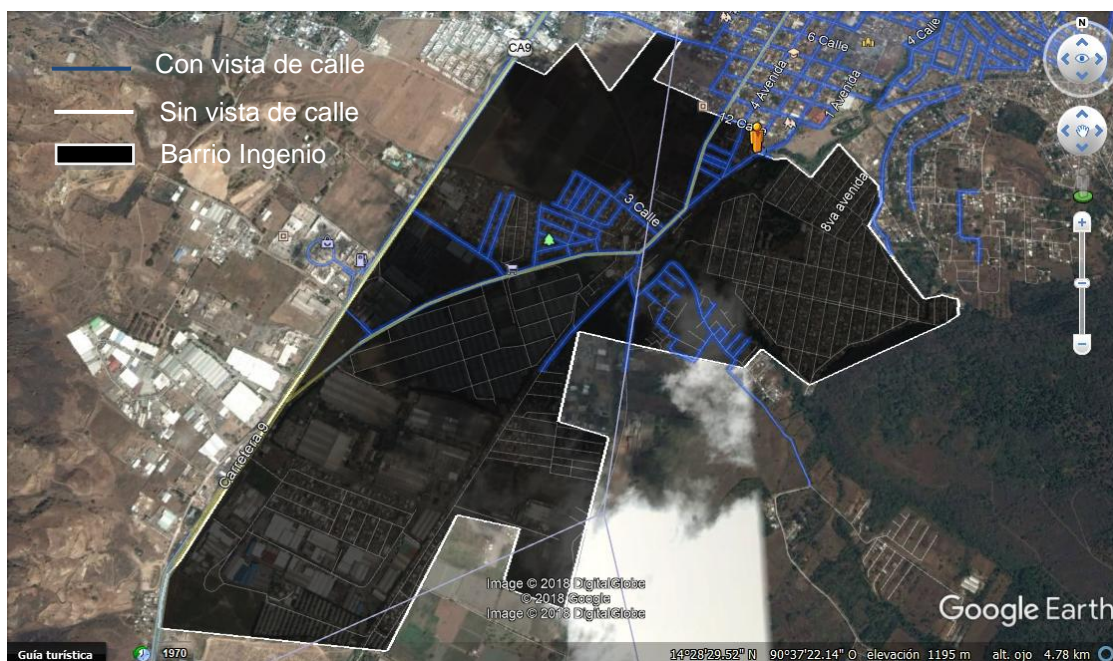 Con vista de calle
Sin vista de calle
Barrio Ingenio
CA9
6 Calle
4 Calle
4 Avenida
1 Avenida
12 Calle
3 Calle
8va avenida
Carretera 9
N
Image © 2018 DigitalGlobe
© 2018 Google
Image © 2018 DigitalGlobe
Google Earth
Guía turística
1970
14°28'29.52" N 90°37'22.14" O elevación 1195 m alt. ojo 4.78 km